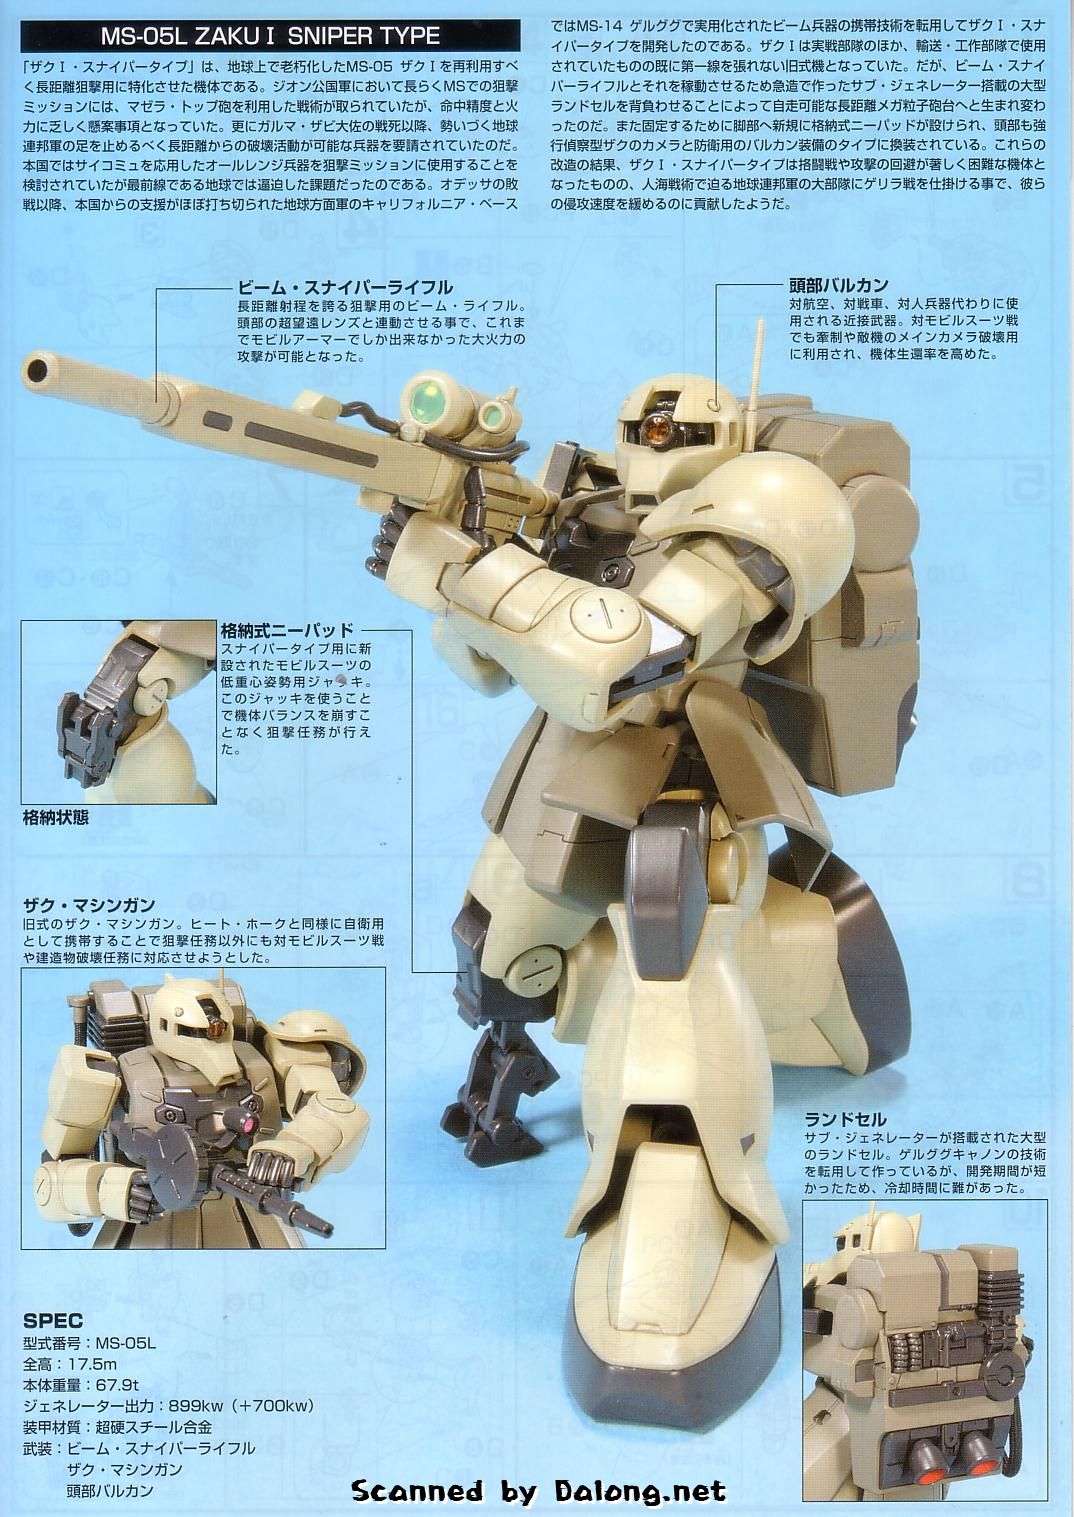 MS-05L ZAKU I SNIPER TYPE
「ザクⅠ・スナイパータイプ」は、地球上で老朽化したMS-05 ザクⅠを再利用すべ
く長距離狙撃用に特化させた機体である。ジオン公国軍において長らくMSでの狙撃
ミッションには、マゼラ・トップ砲を利用した戦術が取られていたが、命中精度と火
力に乏しく懸案事項となっていた。更にガルマ・ザビ大佐の戦死以降、勢いづく地球
連邦軍の足を止めるべく長距離からの破壊活動が可能な兵器を要請されていたのだ。
本国ではサイコミュを応用したオールレンジ兵器を狙撃ミッションに使用することを
検討されていたが最前線である地球では逼迫した課題だったのである。オデッサの敗
戦以降、本国からの支援がほぼ打ち切られた地球方面軍のキャリフォルニア・ベース
ではMS-14 ゲルググで実用化されたビーム兵器の携帯技術を転用してザクⅠ・スナ
イパータイプを開発したのである。ザクⅠは実戦部隊のほか、輸送・工作部隊で使用
されていたものの既に第一線を張れない旧式機となっていた。だが、ビーム・スナイ
パーライフルとそれを稼動させるため急造で作ったサブ・ジェネレーター搭載の大型
ランドセルを背負わせることによって自走可能な長距離メガ粒子砲台へと生まれ変わ
ったのだ。また固定するために脚部へ新規に格納式ニーパッドが設けられ、頭部も強
行偵察型ザクのカメラと防衛用のバルカン装備のタイプに換装されている。これらの
改造の結果、ザクⅠ・スナイパータイプは格闘戦や攻撃の回避が著しく困難な機体と
なったものの、人海戦術で迫る地球連邦軍の大部隊にゲリラ戦を仕掛ける事で、彼ら
の侵攻速度を緩めるのに貢献したようだ。
ビーム・スナイパーライフル
長距離射程を誇る狙撃用のビーム・ライフル。
頭部の超望遠レンズと連動させる事で、これま
でモビルアーマーでしか出来なかった大火力の
攻撃が可能となった。
頭部バルカン
対航空、対戦車、対人兵器代わりに使
用される近接武器。対モビルスーツ戦
でも牽制や敵機のメインカメラ破壊用
に利用され、機体生還率を高めた。
格納式ニーパッド
スナイパータイプ用に新
設されたモビルスーツの
低重心姿勢用ジャッキ。
このジャッキを使うこと
で機体バランスを崩すこ
となく狙撃任務が行え
た。
格納状態
ザク・マシンガン
旧式のザク・マシンガン。ヒート・ホークと同様に自衛用
として携帯することで狙撃任務以外にも対モビルスーツ戦
や建造物破壊任務に対応させようとした。
ランドセル
サブ・ジェネレーターが搭載された大型
のランドセル。ゲルググキャノンの技術
を転用して作っているが、開発期間が短
かったため、冷却時間に難があった。
SPEC
型式番号：MS-05L
全高：17.5m
本体重量：67.9t
ジェネレーター出力：899kw（＋700kw）
装甲材質：超硬スチール合金
武装：ビーム・スナイパーライフル
ザク・マシンガン
頭部バルカン
Scanned by Dalong.net